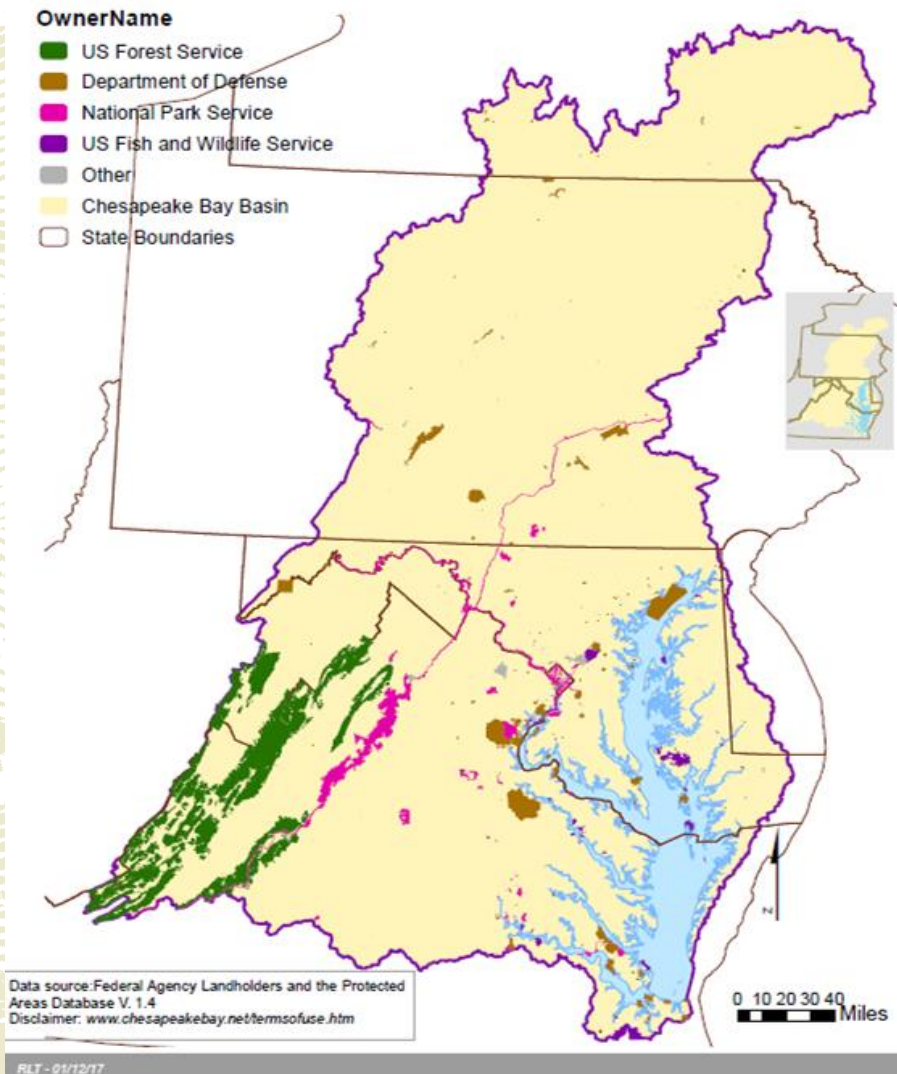 OwnerName
US Forest Service
Department of Defense
National Park Service
US Fish and Wildlife Service
Other
Chesapeake Bay Basin
State Boundaries
N
0 10 20 30 40
Miles
Data source:Federal Agency Landholders and the Protected
Areas Database V. 1.4
Disclaimer: www.chesapeakebay.net/termsofuse.htm
RLT - 01/12/17